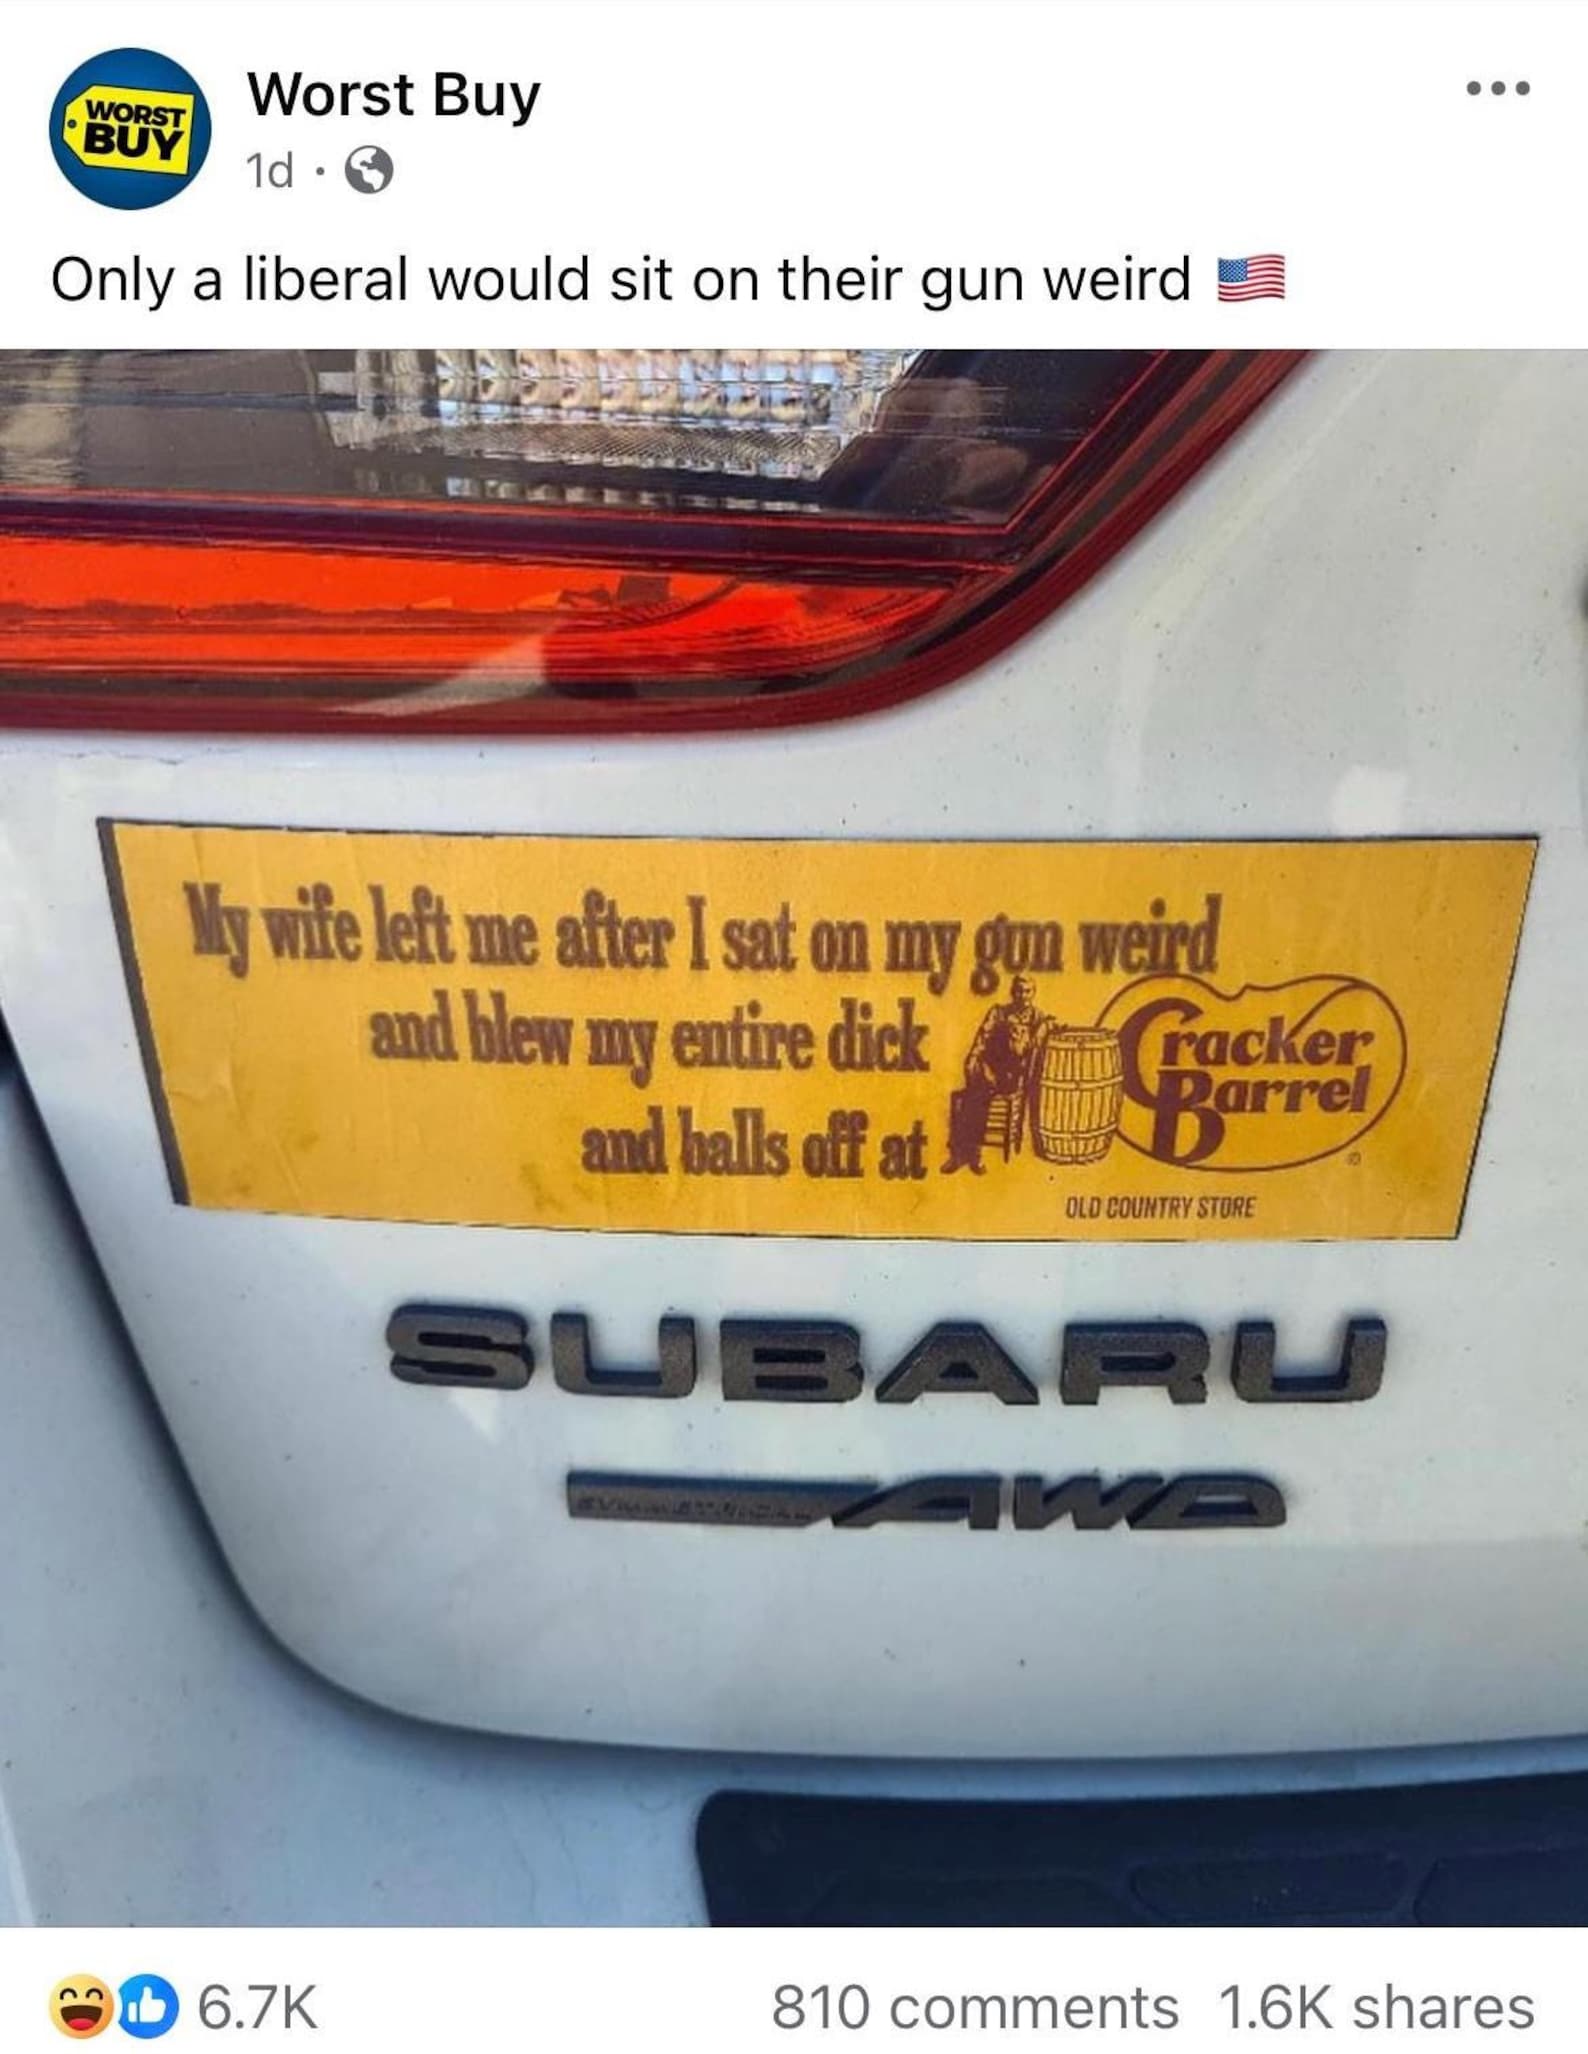 WORST
BUY
Worst Buy
1d ·
Only a liberal would sit on their gun weird 🇺🇸
My wife left me after I sat on my gun weird
and blew my entire dick
and balls off at
Cracker
Barrel
®
OLD COUNTRY STORE
SUBARU
AWD
6.7K
810 comments 1.6K shares